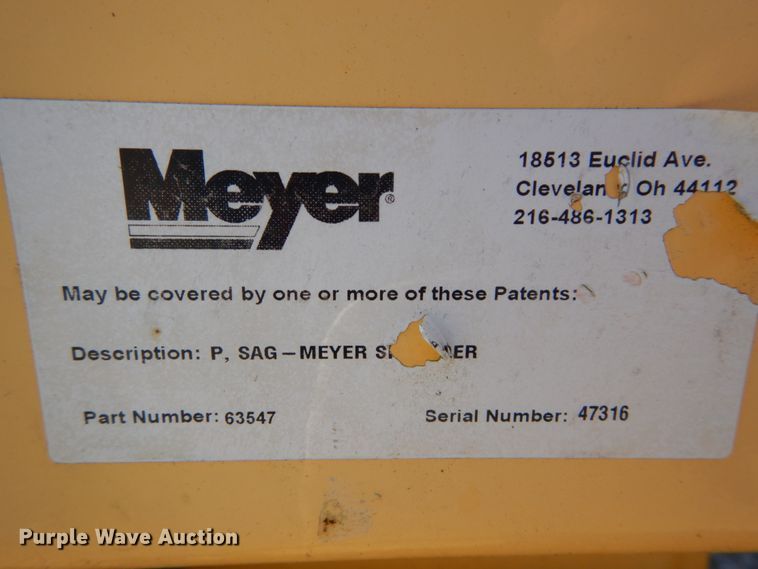 Meyer®
18513 Euclid Ave.
Oh 44112
216-486-1313
May be covered by one or more of these Patents:
Description: P, SAG-MEYER
Part Number: 63547
Serial Number: 47316
Purple Wave Auction